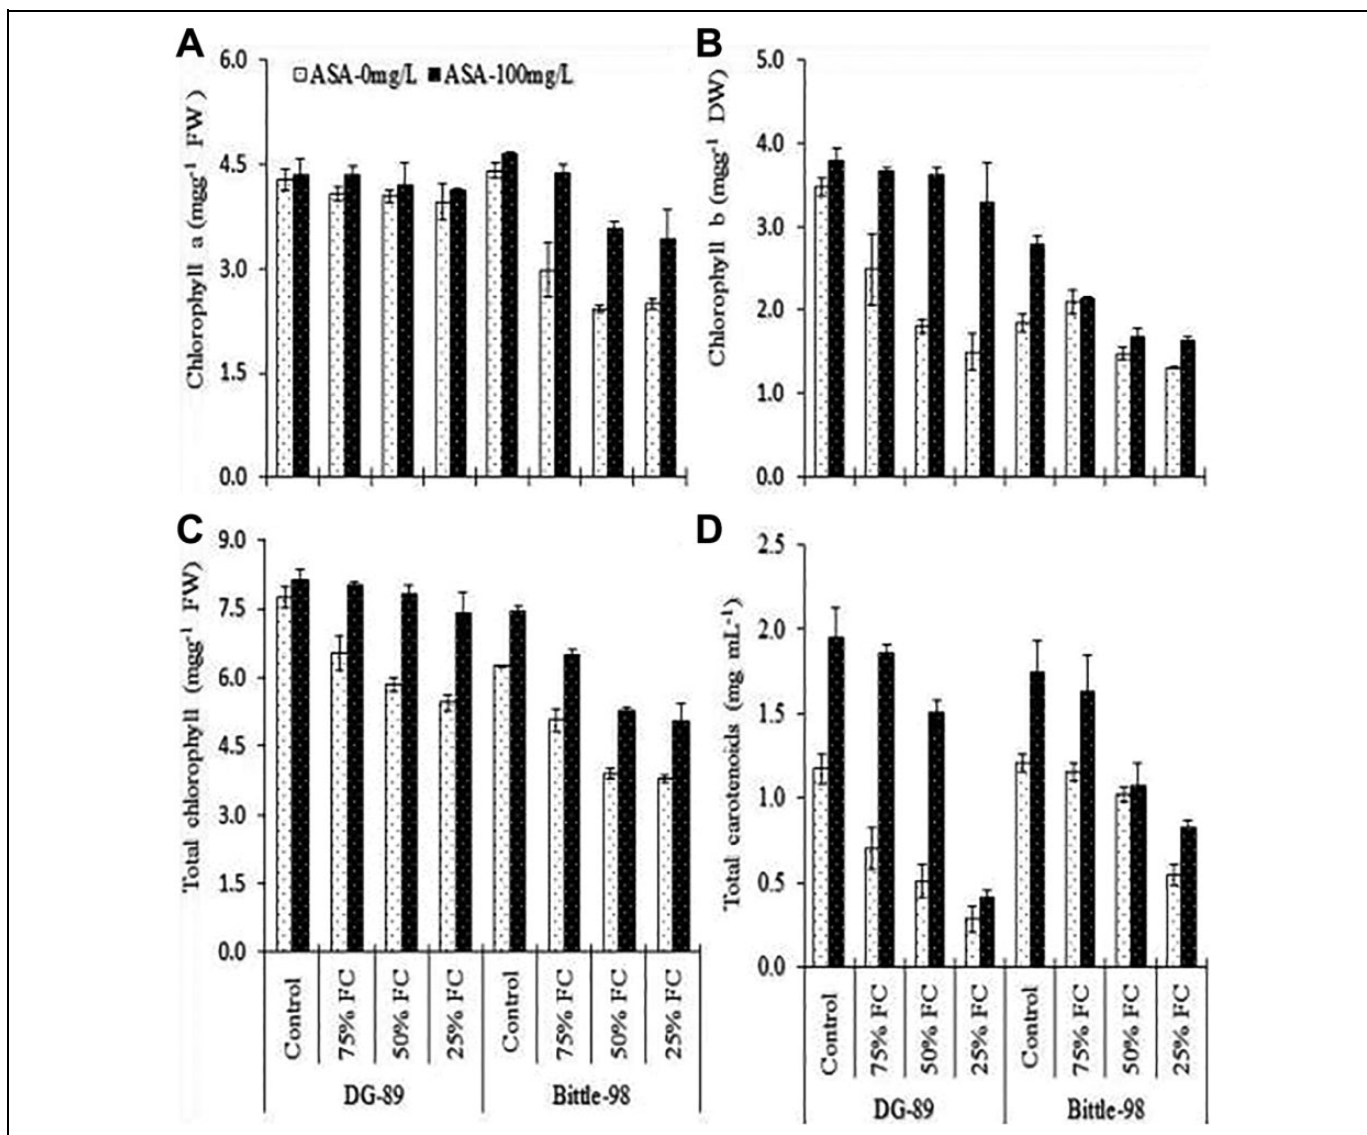 A
Chlorophyll a (mgg-1 FW )
6.0
4.5
3.0
1.5
0.0
ASA-0mg/L ASA-100mg/L
B
Chlorophyll b (mgg-1 DW)
5.0
4.0
3.0
2.0
1.0
0.0
C
Total chlorophyll (mgg-1 FW)
9.0
7.5
6.0
4.5
3.0
1.5
0.0
Control 75% FC 50% FC 25% FC Control 75% FC 50% FC 25% FC
DG-89 Bittle-98
D
Total carotenoids (mg mL-1)
2.5
2.0
1.5
1.0
0.5
0.0
Control 75% FC 50% FC 25% FC Control 75% FC 50% FC 25% FC
DG-89 Bittle-98